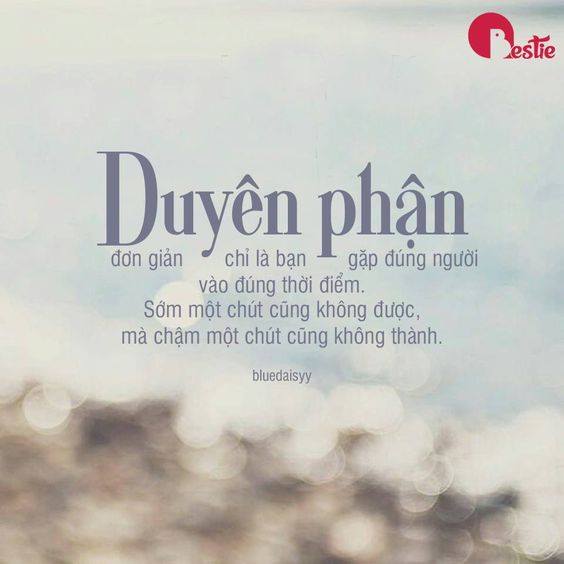 Bestie
Duyên phận
đơn giản chỉ là bạn gặp đúng người
vào đúng thời điểm.
Sớm một chút cũng không được,
mà chậm một chút cũng không thành.
bluedaisyy